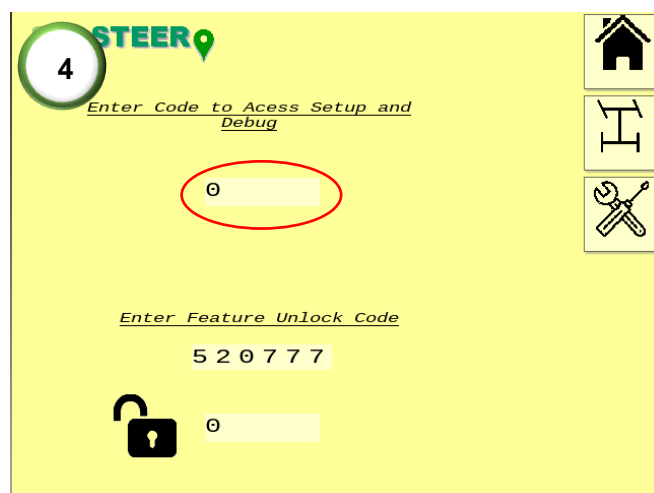 STEER
4
Enter Code to Acess Setup and
Debug
0
Enter Feature Unlock Code
520777
0